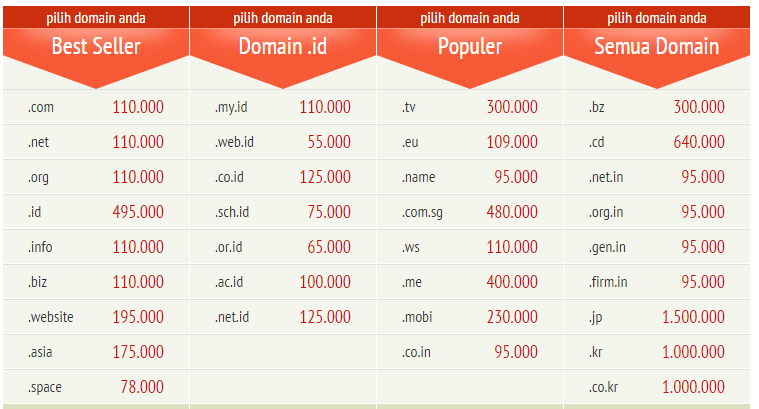 pilih domain anda pilih domain anda pilih domain anda pilih domain anda
Best Seller Domain .id Populer Semua Domain
.com 110.000 .my.id 110.000 .tv 300.000 .bz 300.000
.net 110.000 .web.id 55.000 .eu 109.000 .cd 640.000
.org 110.000 .co.id 125.000 .name 95.000 .net.in 95.000
.id 495.000 .sch.id 75.000 .com.sg 480.000 .org.in 95.000
.info 110.000 .or.id 65.000 .ws 110.000 .gen.in 95.000
.biz 110.000 .ac.id 100.000 .me 400.000 .firm.in 95.000
.website 195.000 .net.id 125.000 .mobi 230.000 .jp 1.500.000
.asia 175.000 .co.in 95.000 .kr 1.000.000
.space 78.000 .co.kr 1.000.000